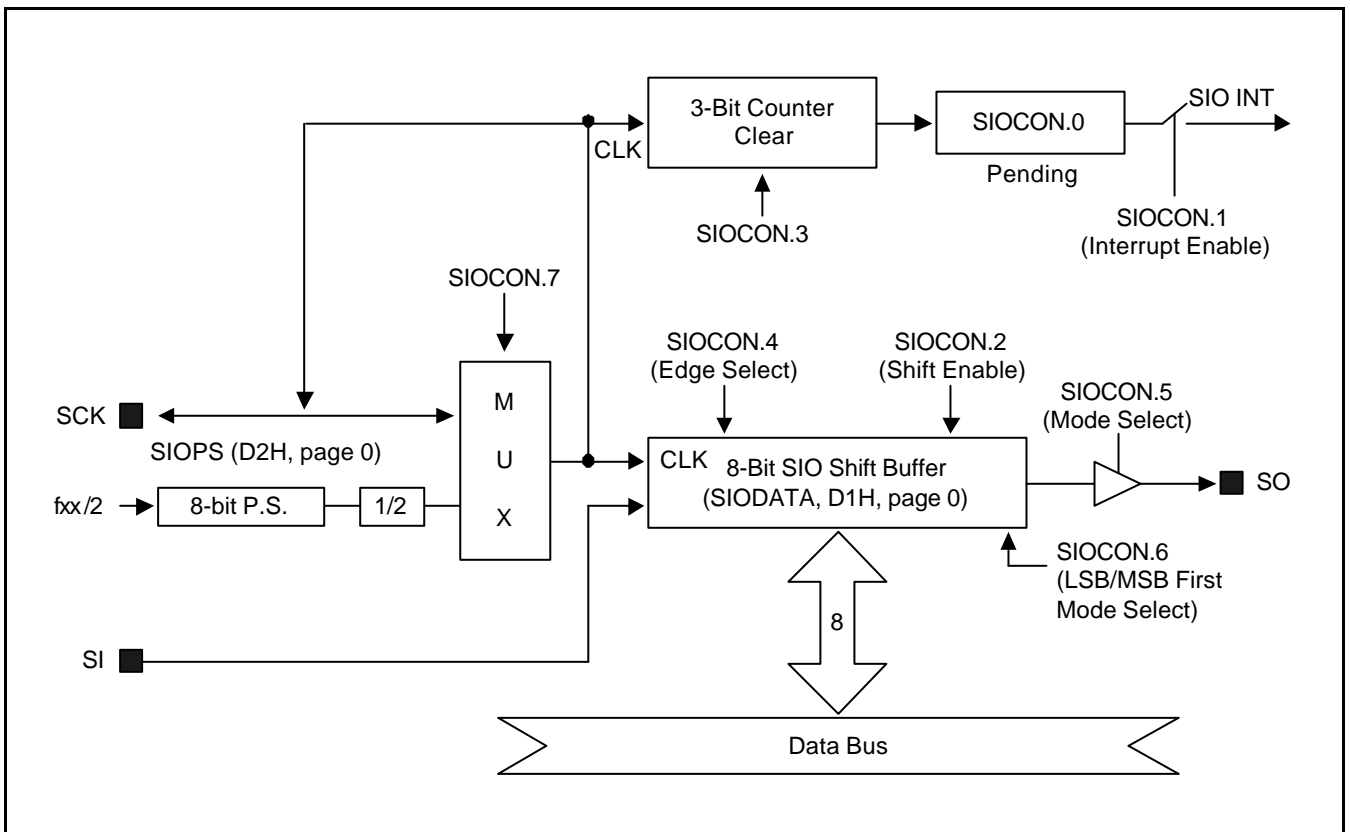 3-Bit Counter
Clear
CLK
SIOCON.0
Pending
SIO INT
SIOCON.1
(Interrupt Enable)
SIOCON.3
SIOCON.7
SIOCON.4
(Edge Select)
SIOCON.2
(Shift Enable)
SIOCON.5
(Mode Select)
SCK
SIOPS (D2H, page 0)
fxx/2
8-bit P.S.
1/2
M
U
X
CLK
8-Bit SIO Shift Buffer
(SIODATA, D1H, page 0)
SO
SIOCON.6
(LSB/MSB First
Mode Select)
8
SI
Data Bus